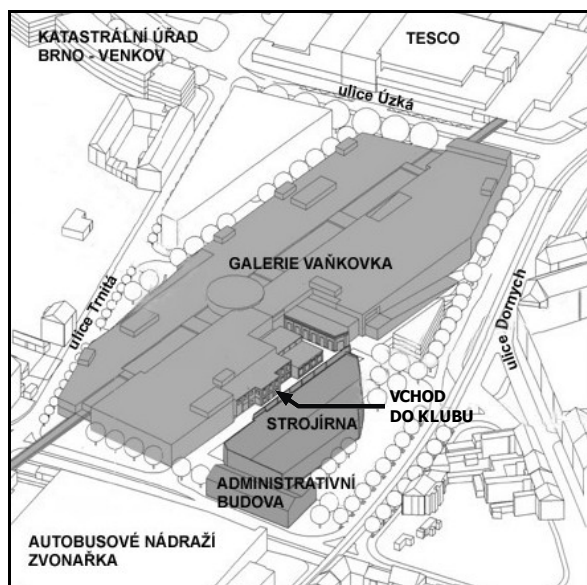 KATASTRÁLNÍ ÚŘAD
BRNO - VENKOV
TESCO
ulice Úzká
GALERIE VAŇKOVKA
ulice Trnitá
ulice Dornych
VCHOD
DO KLUBU
STROJÍRNA
ADMINISTRATIVNÍ
BUDOVA
AUTOBUSOVÉ NÁDRAŽÍ
ZVONAŘKA